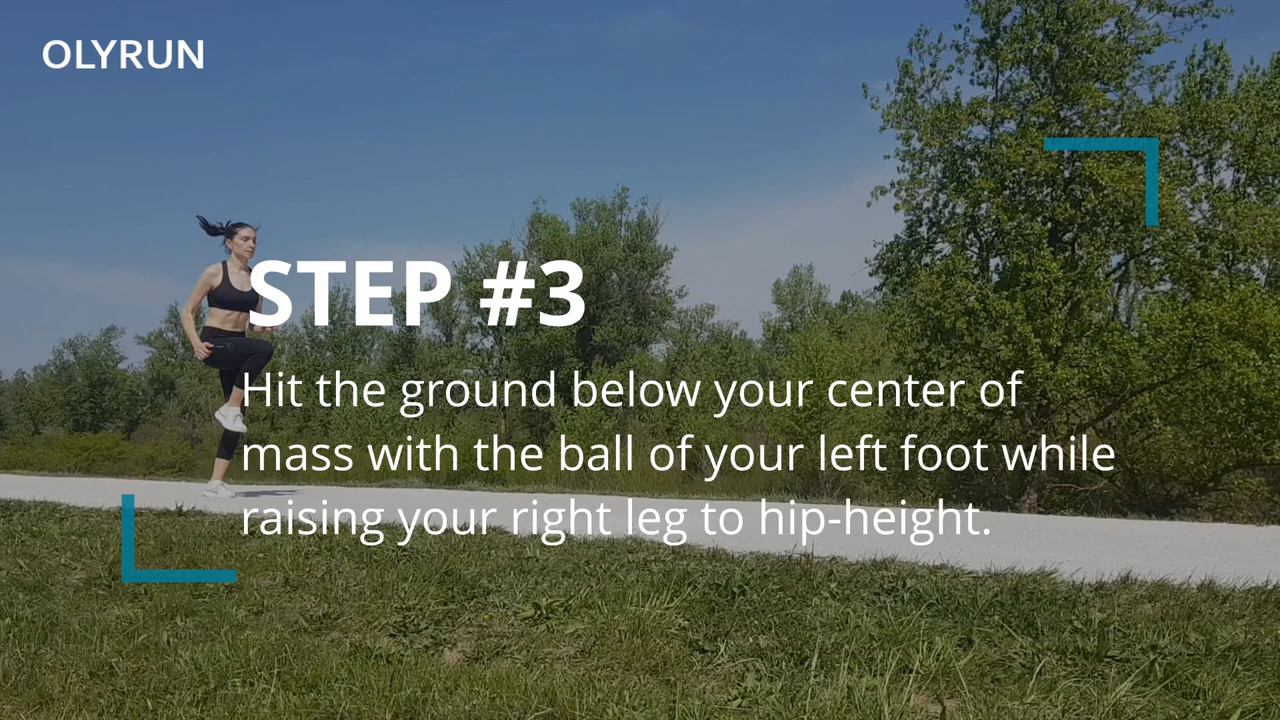 OLYRUN
STEP #3
Hit the ground below your center of
mass with the ball of your left foot while
raising your right leg to hip-height.